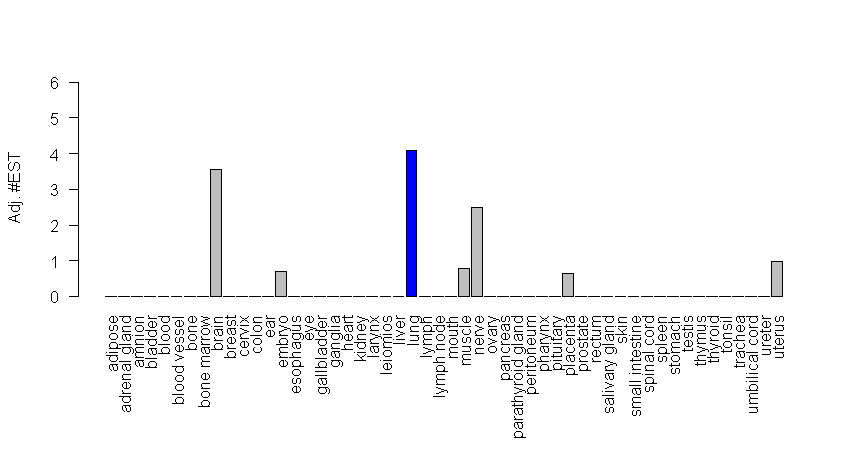 Adj. #EST
6
5
4
3
2
1
0
adipose
adrenal gland
amnion
bladder
blood
blood vessel
bone
bone marrow
brain
breast
cervix
colon
ear
embryo
esophagus
eye
gallbladder
ganglia
heart
kidney
larynx
leiomios
liver
lung
lymph
lymph node
mouth
muscle
nerve
ovary
pancreas
parathyroid gland
peritoneum
pharynx
pituitary
placenta
prostate
rectum
salivary gland
skin
small intestine
spinal cord
spleen
stomach
testis
thymus
thyroid
tonsil
trachea
umbilical cord
ureter
uterus